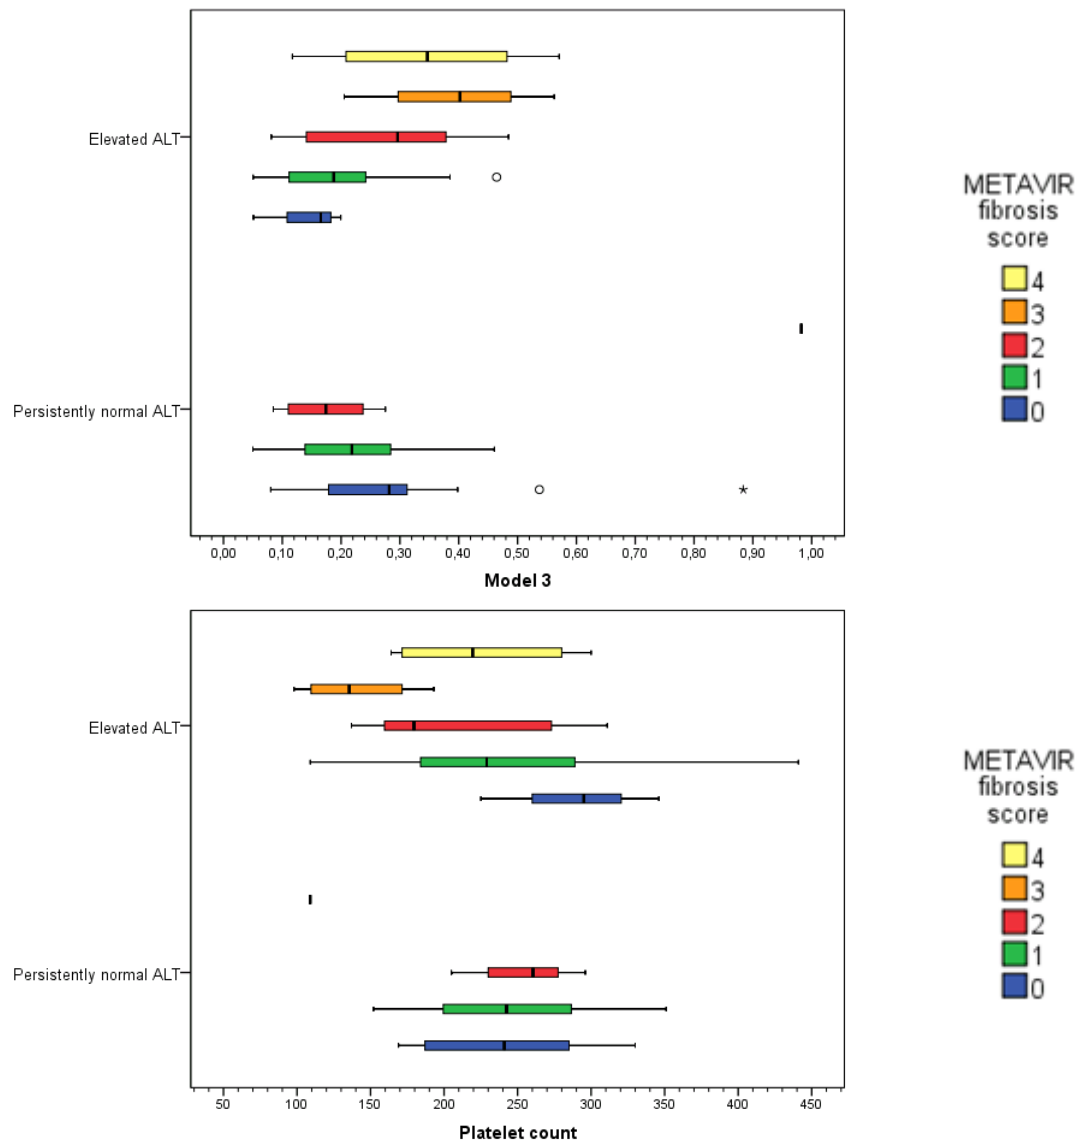 Elevated ALT
Persistently normal ALT
0,00 0,10 0,20 0,30 0,40 0,50 0,60 0,70 0,80 0,90 1,00
Model 3
METAVIR
fibrosis
score
4
3
2
1
0
Elevated ALT
Persistently normal ALT
50 100 150 200 250 300 350 400 450
Platelet count
METAVIR
fibrosis
score
4
3
2
1
0